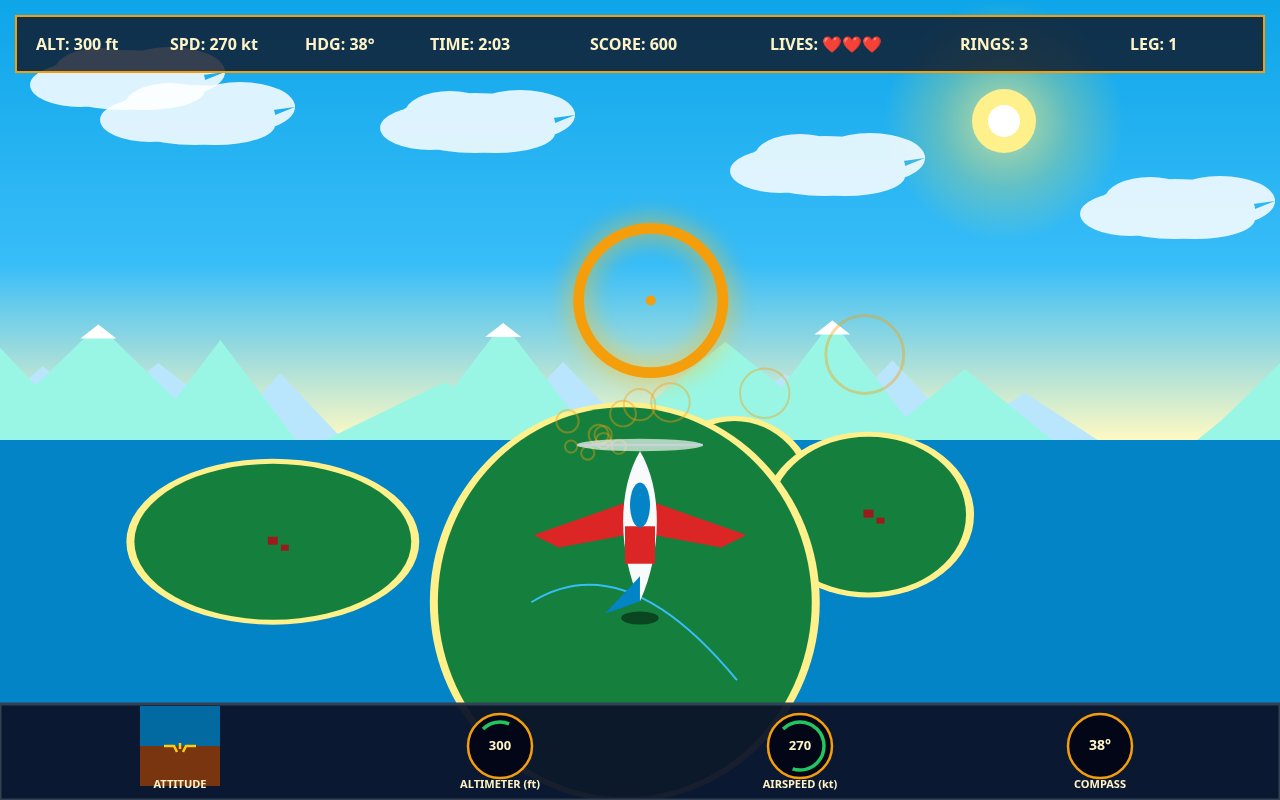 ALT: 300 ft SPD: 270 kt HDG: 38° TIME: 2:03 SCORE: 600 LIVES: ❤️❤️❤️ RINGS: 3 LEG: 1
300 270 38°
ATTITUDE ALTIMETER (ft) AIRSPEED (kt) COMPASS